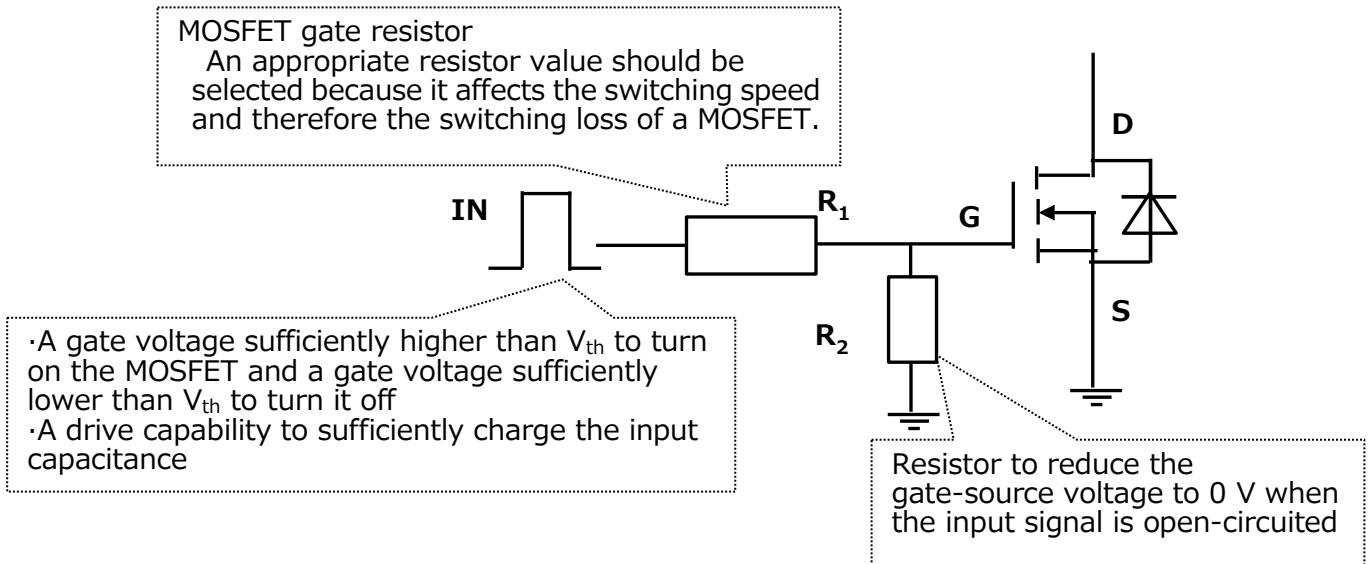 MOSFET gate resistor
An appropriate resistor value should be
selected because it affects the switching speed
and therefore the switching loss of a MOSFET.
D
IN
R₁
G
S
R₂
·A gate voltage sufficiently higher than Vth to turn
on the MOSFET and a gate voltage sufficiently
lower than Vth to turn it off
·A drive capability to sufficiently charge the input
capacitance
Resistor to reduce the
gate-source voltage to 0 V when
the input signal is open-circuited